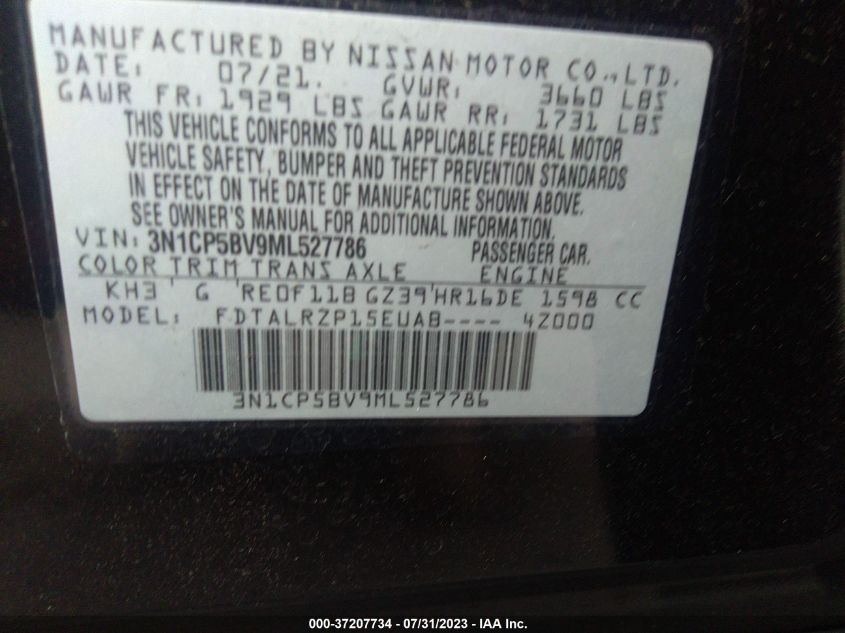 MANUFACTURED BY NISSAN MOTOR CO., LTD.
DATE: 07/21. GVWR: 3660 LBS
GAWR FR: 1929 LBS GAWR RR: 1731 LBS
THIS VEHICLE CONFORMS TO ALL APPLICABLE FEDERAL MOTOR
VEHICLE SAFETY, BUMPER AND THEFT PREVENTION STANDARDS
IN EFFECT ON THE DATE OF MANUFACTURE SHOWN ABOVE.
SEE OWNER'S MANUAL FOR ADDITIONAL INFORMATION.
VIN: 3N1CP5BV9ML527786 PASSENGER CAR.
COLOR TRIM TRANS AXLE ENGINE
KH3 G RE0F11B GZ39 HR16DE 1598 CC
MODEL: FDTALRZP15EUAB---- 4Z000
3N1CP5BV9ML527786
000-37207734 - 07/31/2023 - IAA Inc.